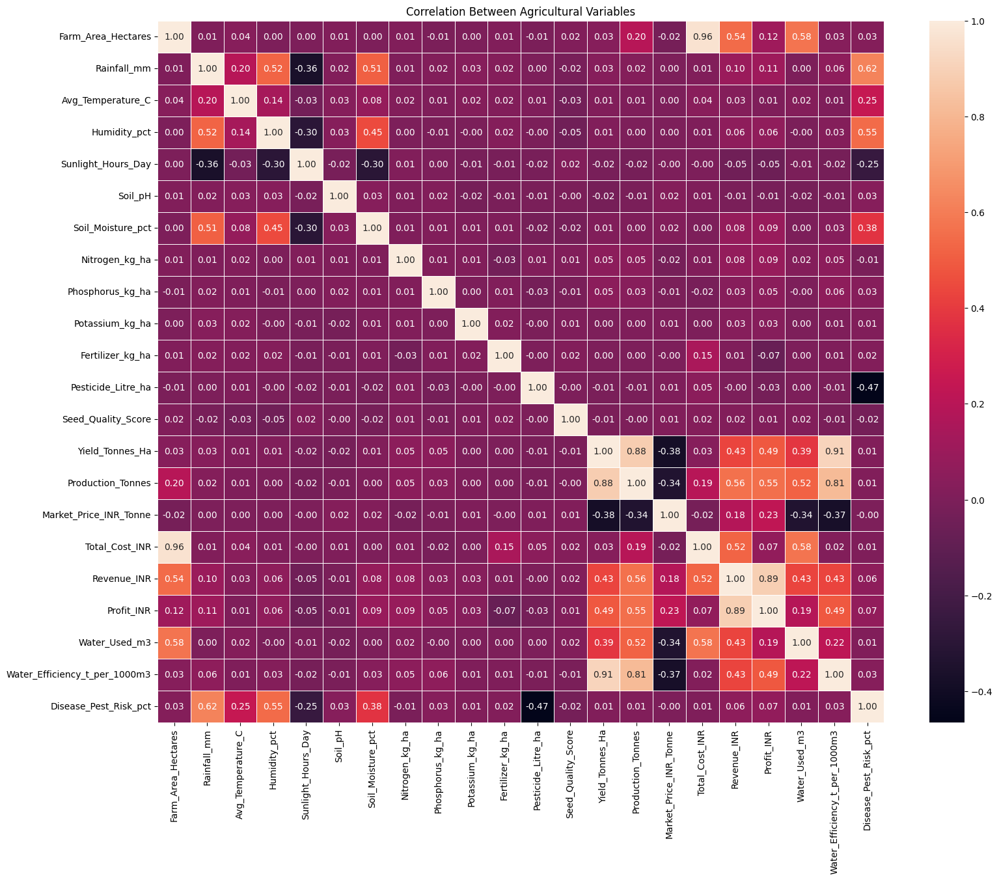 Correlation Between Agricultural Variables
Farm_Area_Hectares 1.00 0.01 0.04 0.00 0.00 0.01 0.00 0.01 -0.01 0.00 0.01 -0.01 0.02 0.03 0.20 -0.02 0.96 0.54 0.12 0.58 0.03 0.03
Rainfall_mm 0.01 1.00 0.20 0.52 -0.36 0.02 0.51 0.01 0.02 0.03 0.02 0.00 -0.02 0.03 0.02 0.00 0.01 0.10 0.11 0.00 0.06 0.62
Avg_Temperature_C 0.04 0.20 1.00 0.14 -0.03 0.03 0.08 0.02 0.01 0.02 0.02 0.01 -0.03 0.01 0.01 0.00 0.04 0.03 0.01 0.02 0.01 0.25
Humidity_pct 0.00 0.52 0.14 1.00 -0.30 0.03 0.45 0.00 -0.01 -0.00 0.02 -0.00 -0.05 0.01 0.00 0.00 0.01 0.06 0.06 -0.00 0.03 0.55
Sunlight_Hours_Day 0.00 -0.36 -0.03 -0.30 1.00 -0.02 -0.30 0.01 0.00 -0.01 -0.01 -0.02 0.02 -0.02 -0.02 -0.00 -0.00 -0.05 -0.05 -0.01 -0.02 -0.25
Soil_pH 0.01 0.02 0.03 0.03 -0.02 1.00 0.03 0.01 0.02 -0.02 -0.01 -0.01 -0.00 -0.02 -0.01 0.02 0.01 -0.01 -0.01 -0.02 -0.01 0.03
Soil_Moisture_pct 0.00 0.51 0.08 0.45 -0.30 0.03 1.00 0.01 0.01 0.01 0.01 -0.02 -0.02 0.01 0.00 0.02 0.00 0.08 0.09 0.00 0.03 0.38
Nitrogen_kg_ha 0.01 0.01 0.02 0.00 0.01 0.01 0.01 1.00 0.01 0.01 -0.03 0.01 0.01 0.05 0.05 -0.02 0.01 0.08 0.09 0.02 0.05 -0.01
Phosphorus_kg_ha -0.01 0.02 0.01 -0.01 0.00 0.02 0.01 0.01 1.00 0.00 0.01 -0.03 -0.01 0.05 0.03 -0.01 -0.02 0.03 0.05 -0.00 0.06 0.03
Potassium_kg_ha 0.00 0.03 0.02 -0.00 -0.01 -0.02 0.01 0.01 0.00 1.00 0.02 -0.00 0.01 0.00 0.00 0.01 0.00 0.03 0.03 0.00 0.01 0.01
Fertilizer_kg_ha 0.01 0.02 0.02 0.02 -0.01 -0.01 0.01 -0.03 0.01 0.02 1.00 -0.00 0.02 0.00 0.00 -0.00 0.15 0.01 -0.07 0.00 0.01 0.02
Pesticide_Litre_ha -0.01 0.00 0.01 -0.00 -0.02 -0.01 -0.02 0.01 -0.03 -0.00 -0.00 1.00 -0.00 -0.01 -0.01 0.01 0.05 -0.00 -0.03 0.00 -0.01 -0.47
Seed_Quality_Score 0.02 -0.02 -0.03 -0.05 0.02 -0.00 -0.02 0.01 -0.01 0.01 0.02 -0.00 1.00 -0.01 -0.00 0.01 0.02 0.02 0.01 0.02 -0.01 -0.02
Yield_Tonnes_Ha 0.03 0.03 0.01 0.01 -0.02 -0.02 0.01 0.05 0.05 0.00 0.00 -0.01 -0.01 1.00 0.88 -0.38 0.03 0.43 0.49 0.39 0.91 0.01
Production_Tonnes 0.20 0.02 0.01 0.00 -0.02 -0.01 0.00 0.05 0.03 0.00 0.00 -0.01 -0.00 0.88 1.00 -0.34 0.19 0.56 0.55 0.52 0.81 0.01
Market_Price_INR_Tonne -0.02 0.00 0.00 0.00 -0.00 0.02 0.02 -0.02 -0.01 0.01 -0.00 0.01 0.01 -0.38 -0.34 1.00 -0.02 0.18 0.23 -0.34 -0.37 -0.00
Total_Cost_INR 0.96 0.01 0.04 0.01 -0.00 0.01 0.00 0.01 -0.02 0.00 0.15 0.05 0.02 0.03 0.19 -0.02 1.00 0.52 0.07 0.58 0.02 0.01
Revenue_INR 0.54 0.10 0.03 0.06 -0.05 -0.01 0.08 0.08 0.03 0.03 0.01 -0.00 0.02 0.43 0.56 0.18 0.52 1.00 0.89 0.43 0.43 0.06
Profit_INR 0.12 0.11 0.01 0.06 -0.05 -0.01 0.09 0.09 0.05 0.03 -0.07 -0.03 0.01 0.49 0.55 0.23 0.07 0.89 1.00 0.19 0.49 0.07
Water_Used_m3 0.58 0.00 0.02 -0.00 -0.01 -0.02 0.00 0.02 -0.00 0.00 0.00 0.00 0.02 0.39 0.52 -0.34 0.58 0.43 0.19 1.00 0.22 0.01
Water_Efficiency_t_per_1000m3 0.03 0.06 0.01 0.03 -0.02 -0.01 0.03 0.05 0.06 0.01 0.01 -0.01 -0.01 0.91 0.81 -0.37 0.02 0.43 0.49 0.22 1.00 0.03
Disease_Pest_Risk_pct 0.03 0.62 0.25 0.55 -0.25 0.03 0.38 -0.01 0.03 0.01 0.02 -0.47 -0.02 0.01 0.01 -0.00 0.01 0.06 0.07 0.01 0.03 1.00
Farm_Area_Hectares
Rainfall_mm
Avg_Temperature_C
Humidity_pct
Sunlight_Hours_Day
Soil_pH
Soil_Moisture_pct
Nitrogen_kg_ha
Phosphorus_kg_ha
Potassium_kg_ha
Fertilizer_kg_ha
Pesticide_Litre_ha
Seed_Quality_Score
Yield_Tonnes_Ha
Production_Tonnes
Market_Price_INR_Tonne
Total_Cost_INR
Revenue_INR
Profit_INR
Water_Used_m3
Water_Efficiency_t_per_1000m3
Disease_Pest_Risk_pct
1.0
0.8
0.6
0.4
0.2
0.0
−0.2
−0.4